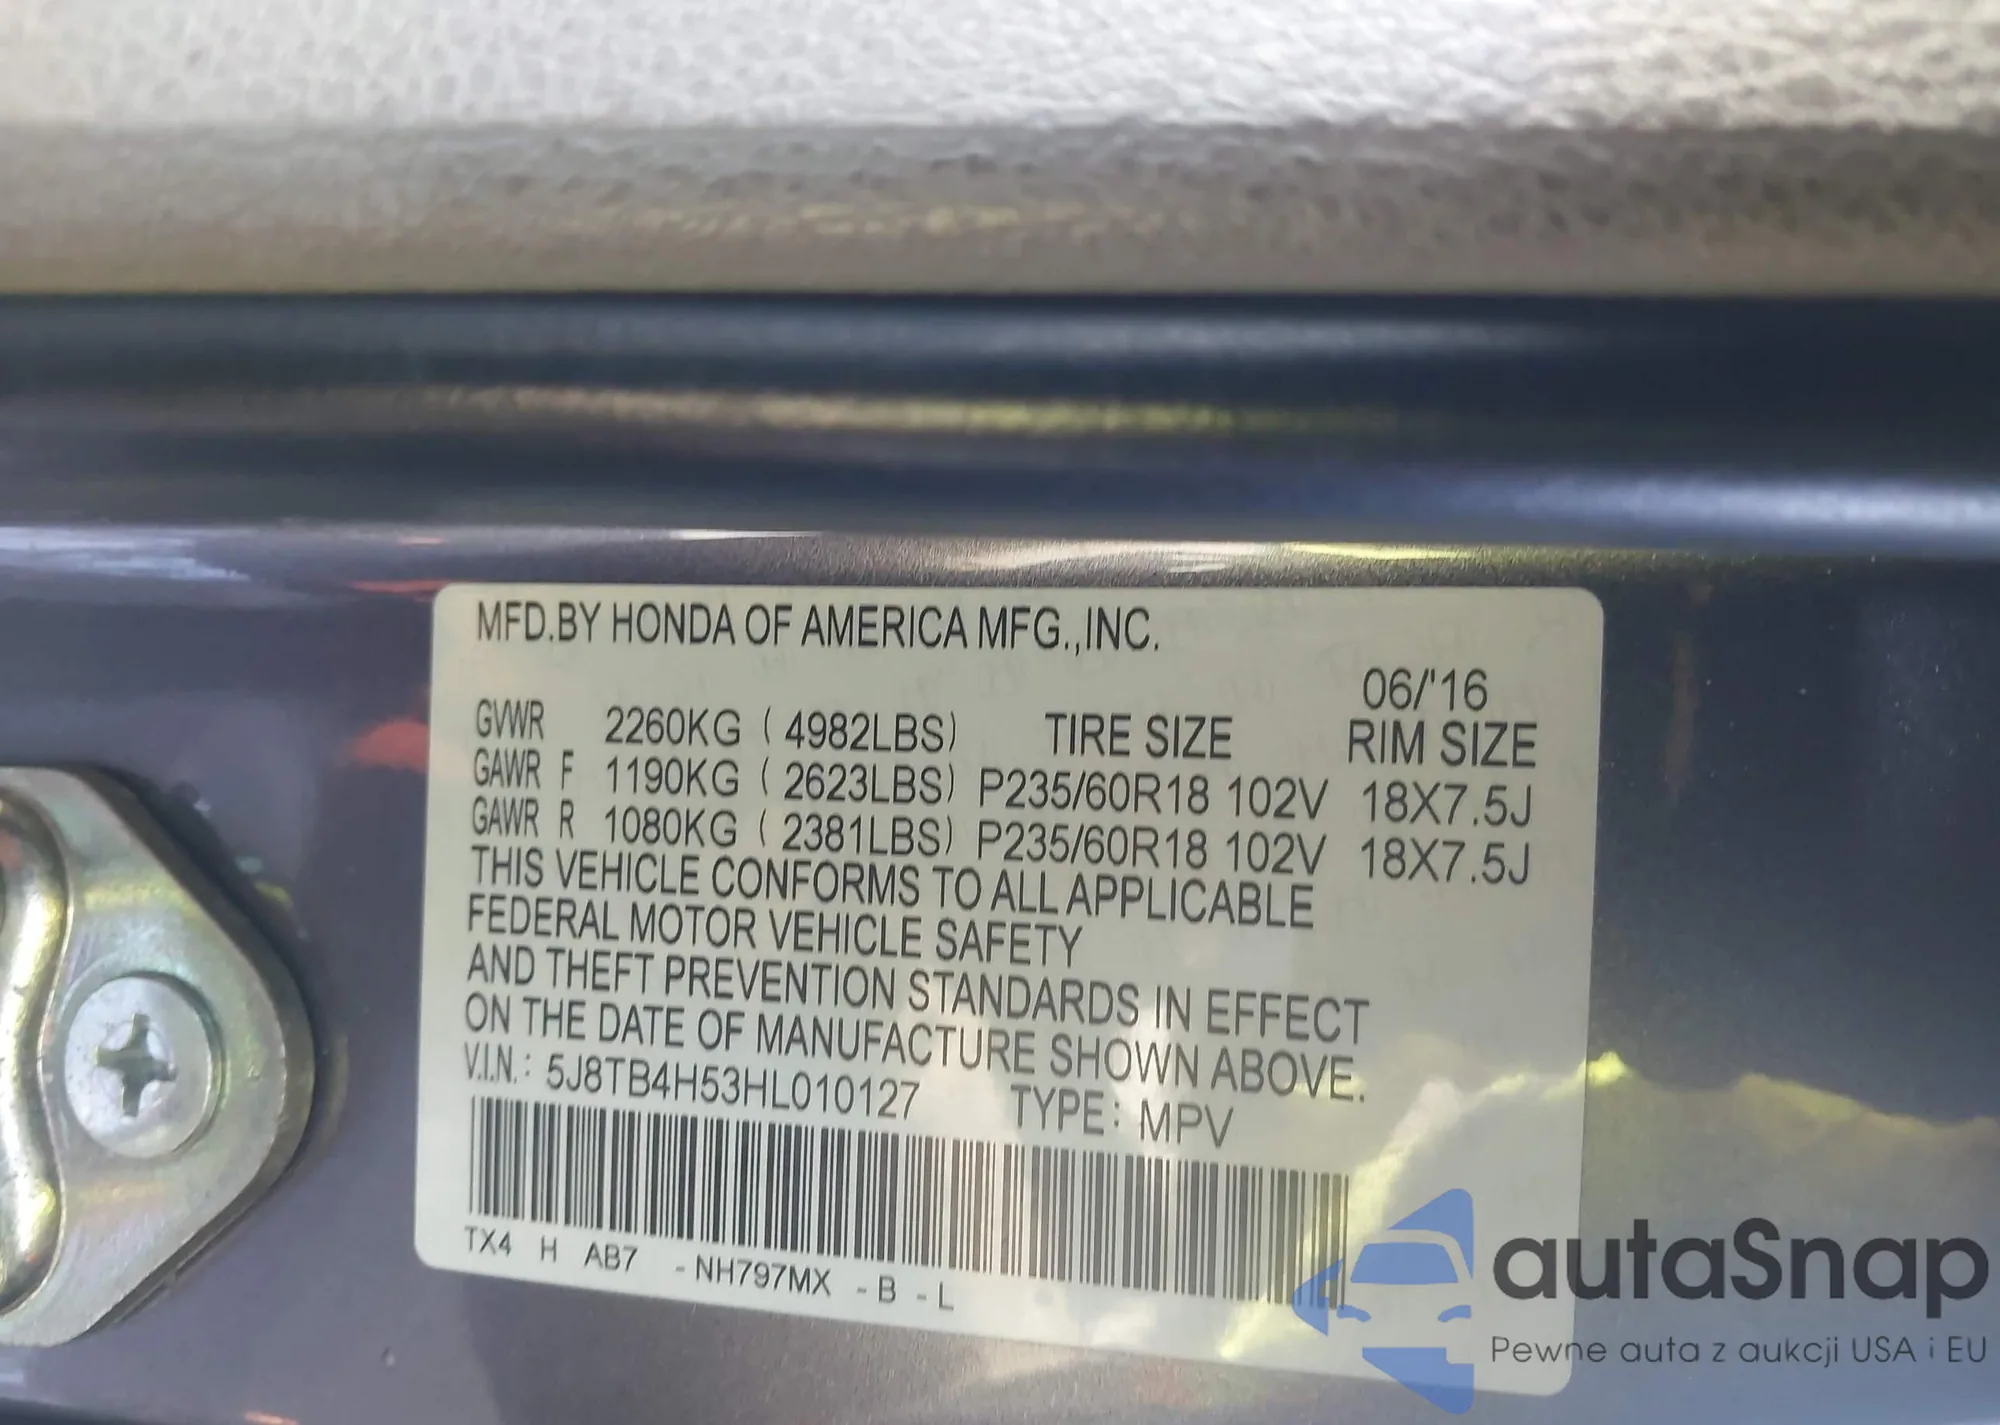 MFD.BY HONDA OF AMERICA MFG.,INC.
06/'16
GVWR 2260KG ( 4982LBS) TIRE SIZE RIM SIZE
GAWR F 1190KG ( 2623LBS) P235/60R18 102V 18X7.5J
GAWR R 1080KG ( 2381LBS) P235/60R18 102V 18X7.5J
THIS VEHICLE CONFORMS TO ALL APPLICABLE
FEDERAL MOTOR VEHICLE SAFETY
AND THEFT PREVENTION STANDARDS IN EFFECT
ON THE DATE OF MANUFACTURE SHOWN ABOVE.
V.I.N.: 5J8TB4H53HL010127 TYPE: MPV
TX4 H AB7 -NH797MX -B -L
autaSnap
Pewne auta z aukcji USA i EU